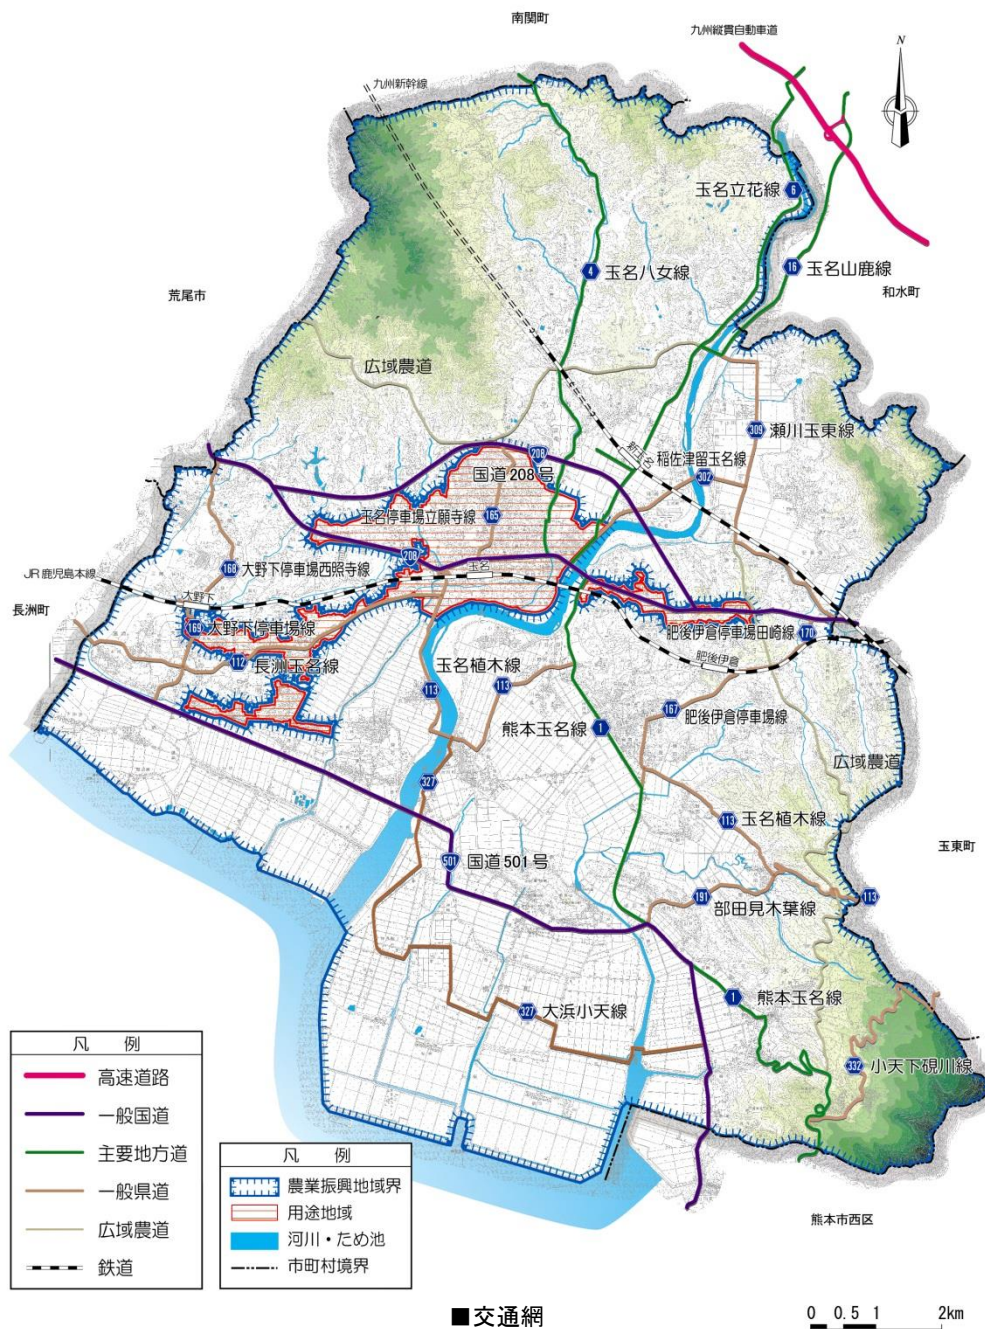 南関町
九州縦貫自動車道
N
九州新幹線
玉名立花線
6
4
玉名八女線
16
玉名山鹿線
和水町
荒尾市
広域農道
309
瀬川玉東線
208
新玉名
稲佐津留玉名線
302
国道208号
玉名停車場立願寺線
165
208
玉名
168
大野下停車場西照寺線
JR鹿児島本線
大野下
長洲町
169
大野下停車場線
肥後伊倉停車場田崎線
170
肥後伊倉
112
長洲玉名線
玉名植木線
113
113
167
肥後伊倉停車場線
熊本玉名線
1
広域農道
327
113
玉名植木線
玉東町
501
国道501号
191
部田見木葉線
113
1
熊本玉名線
327
大浜小天線
332
小天下硯川線
熊本市西区
凡 例
高速道路
一般国道
主要地方道
一般県道
広域農道
鉄道
凡 例
農業振興地域界
用途地域
河川・ため池
市町村境界
■交通網
0 0.5 1 2km